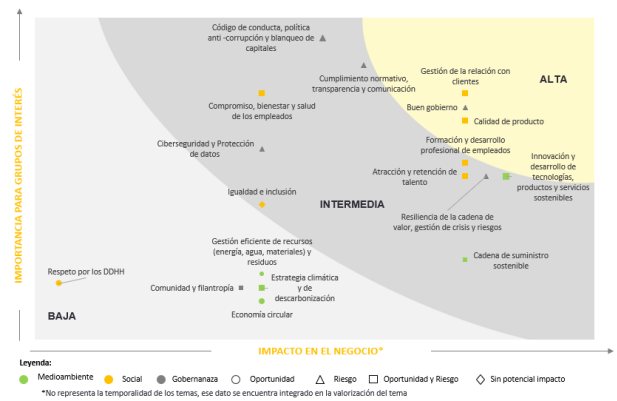 Código de conducta, política
anti -corrupción y blanqueo de
capitales
Cumplimiento normativo,
transparencia y comunicación
Gestión de la relación con
clientes
ALTA
Compromiso, bienestar y salud
de los empleados
Buen gobierno
Calidad de producto
Ciberseguridad y Protección
de datos
Formación y desarrollo
profesional de empleados
Atracción y retención de
talento
Innovación y
desarrollo de
tecnologías,
productos y servicios
sostenibles
Igualdad e inclusión
INTERMEDIA
Resiliencia de la cadena de
valor, gestión de crisis y riesgos
Gestión eficiente de recursos
(energía, agua, materiales) y
residuos
Cadena de suministro
sostenible
Respeto por los DDHH
Comunidad y filantropía
Estrategia climática
y de
descarbonización
Economía circular
BAJA
IMPORTANCIA PARA GRUPOS DE INTERÉS
IMPACTO EN EL NEGOCIO*
Leyenda:
Medioambiente
Social
Gobernanaza
Oportunidad
Riesgo
Oportunidad y Riesgo
Sin potencial impacto
*No representa la temporalidad de los temas, ese dato se encuentra integrado en la valorización del tema